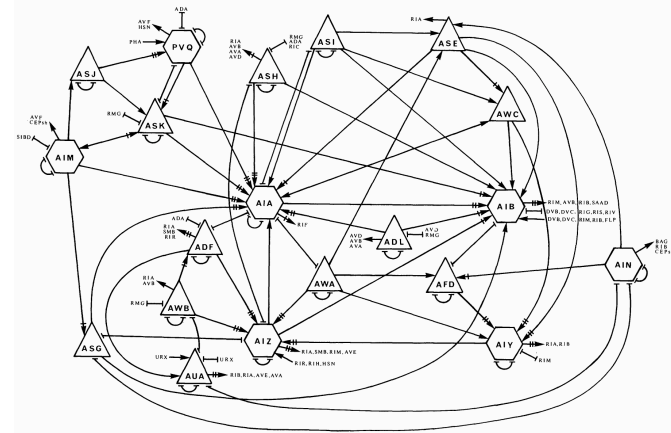 ADA
AVF
HSN
PHA
PVQ
ASJ
RMG
ASK
AVF
CEPsh
SIBD
AIM
RIA
AVB
AVA
AVD
RMG
ADA
RIC
ASH
ASI
RIA
ASE
AWC
AIA
RIF
AIB
RIM, AVB, RIB, SAAD
DVB, DVC, RIG, RIS, RIV
DVB, DVC, RIM, RIB, FLP
ADA
RIA
SMB
RIR
ADF
AVD
AVB
AVA
ADL
RMG
BAG
RIB
AIN
AWA
AFD
RIA
AVB
RMG
AWB
AIZ
RIA, SMB, RIM, AVE
RIR, RIH, HSN
AIY
RIA, RIB
RIM
ASG
URX
URX
AUA
RIB, RIA, AVE, AVA